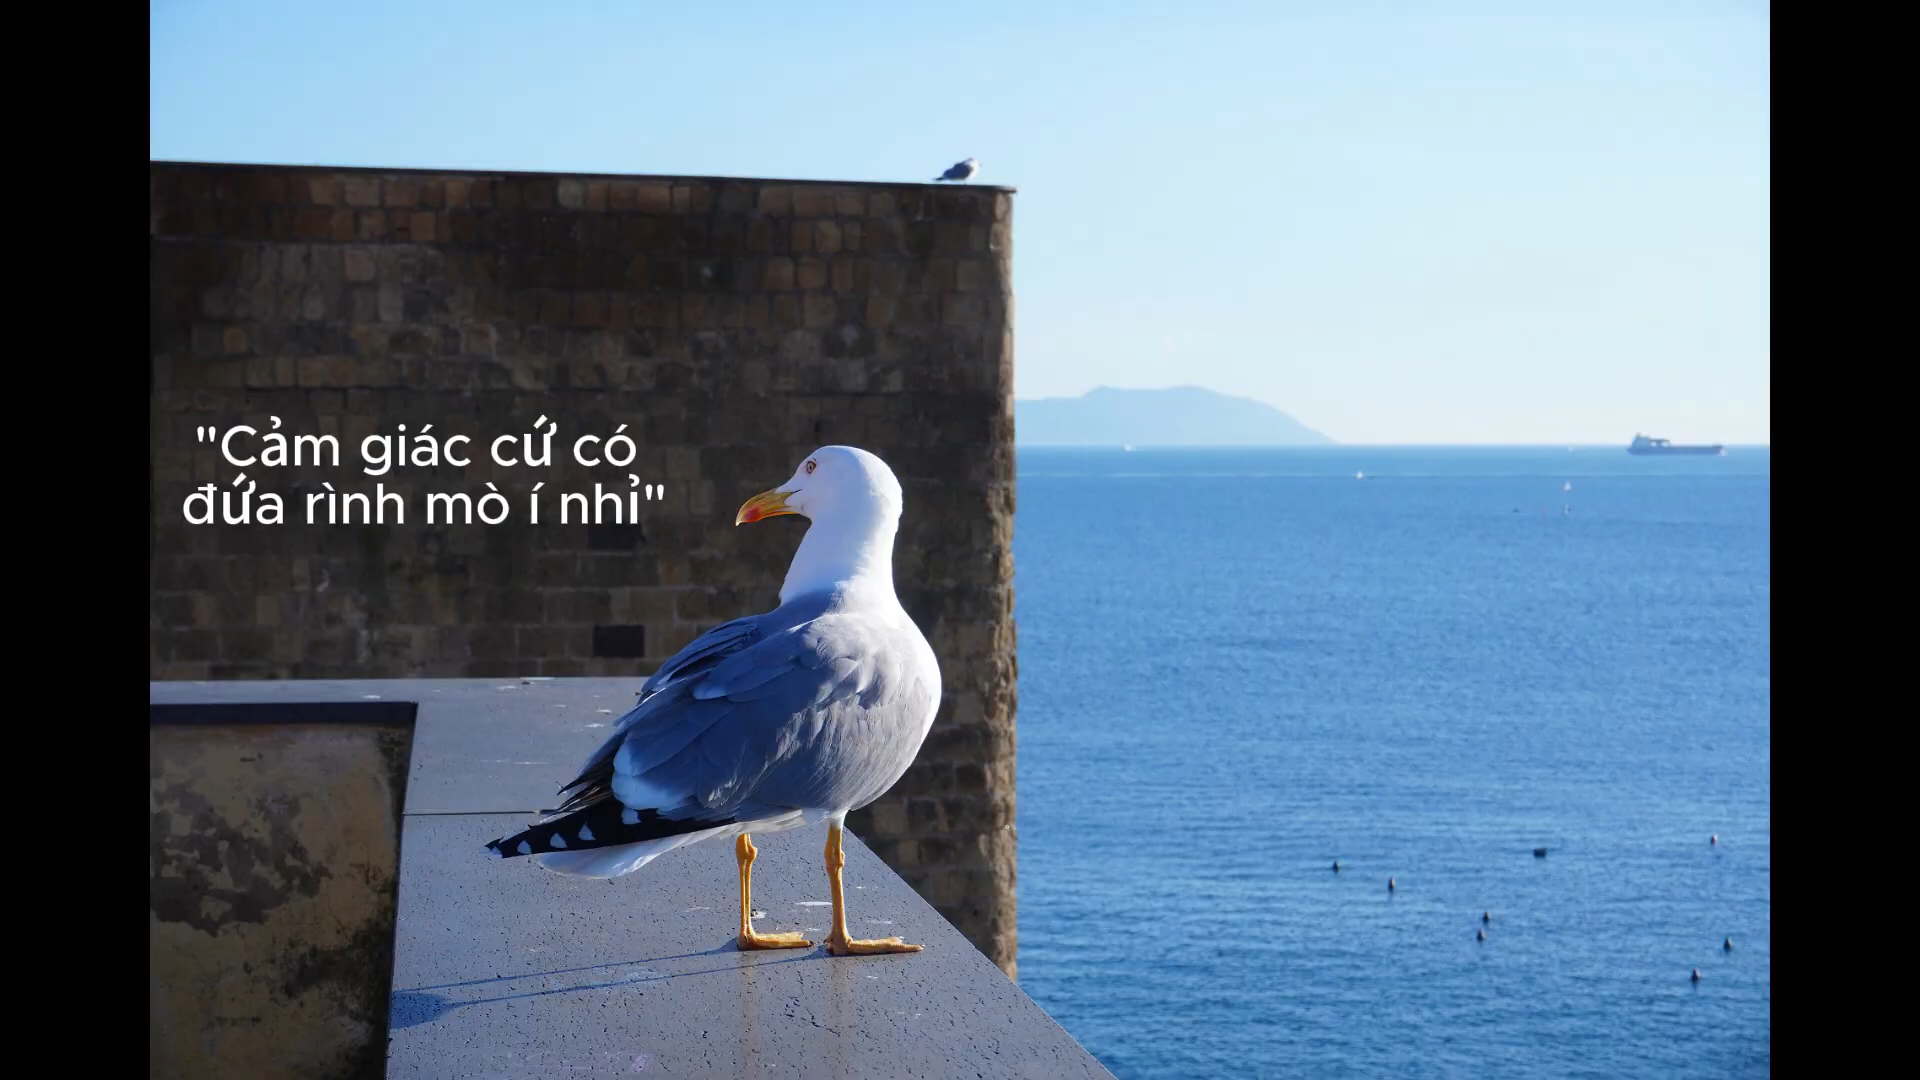 "Cảm giác cứ có
đứa rình mò í nhỉ"